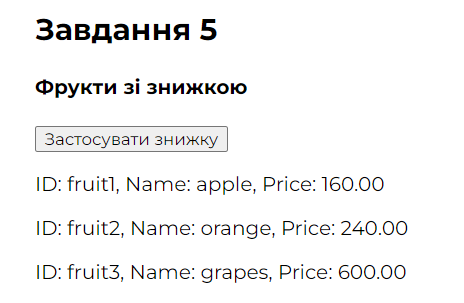 Завдання 5
Фрукти зі знижкою
Застосувати знижку
ID: fruit1, Name: apple, Price: 160.00
ID: fruit2, Name: orange, Price: 240.00
ID: fruit3, Name: grapes, Price: 600.00